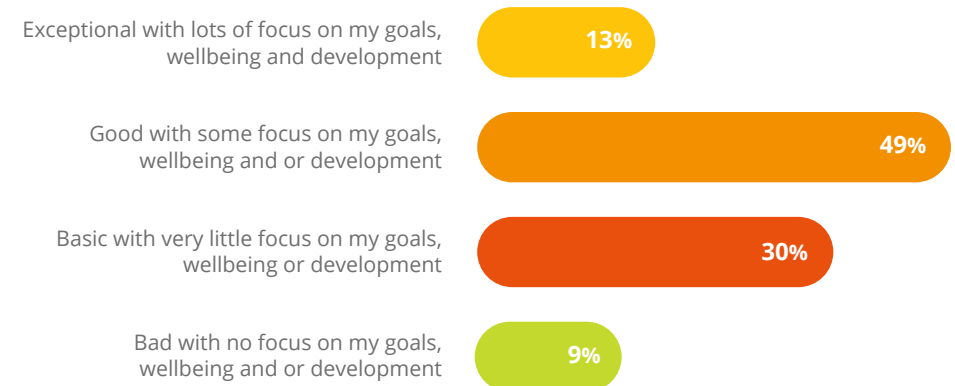 Exceptional with lots of focus on my goals,
wellbeing and development
13%
Good with some focus on my goals,
wellbeing and or development
49%
Basic with very little focus on my goals,
wellbeing or development
30%
Bad with no focus on my goals,
wellbeing and or development
9%